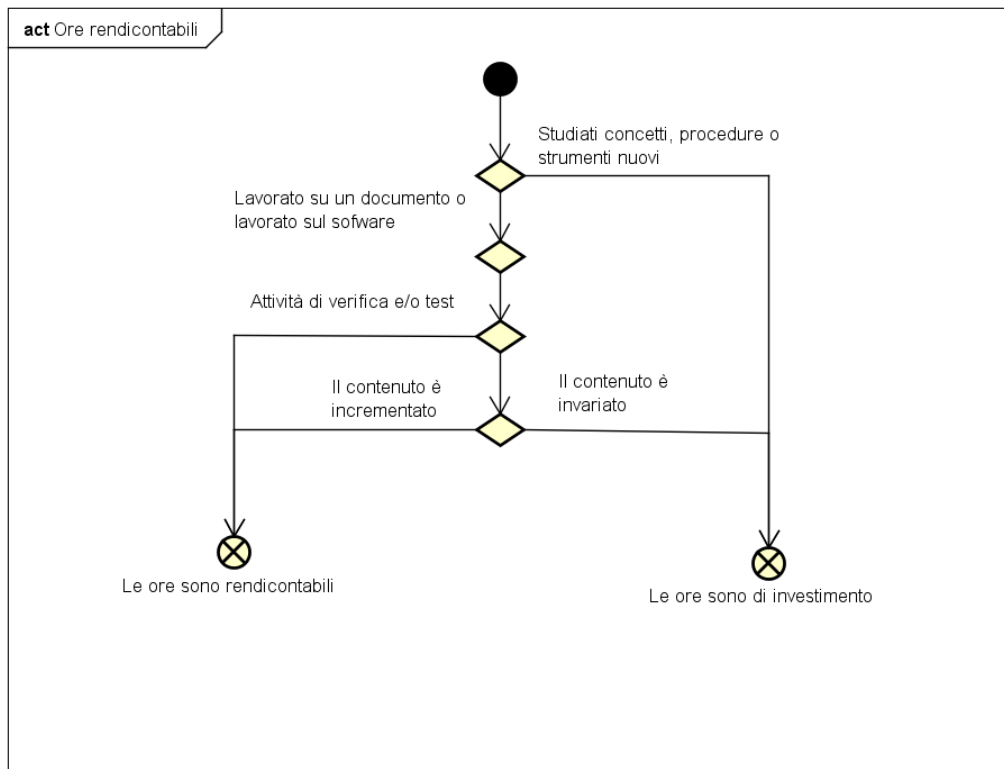 act Ore rendicontabili
Studiati concetti, procedure o
strumenti nuovi
Lavorato su un documento o
lavorato sul sofware
Attività di verifica e/o test
Il contenuto è
incrementato
Il contenuto è
invariato
Le ore sono rendicontabili
Le ore sono di investimento